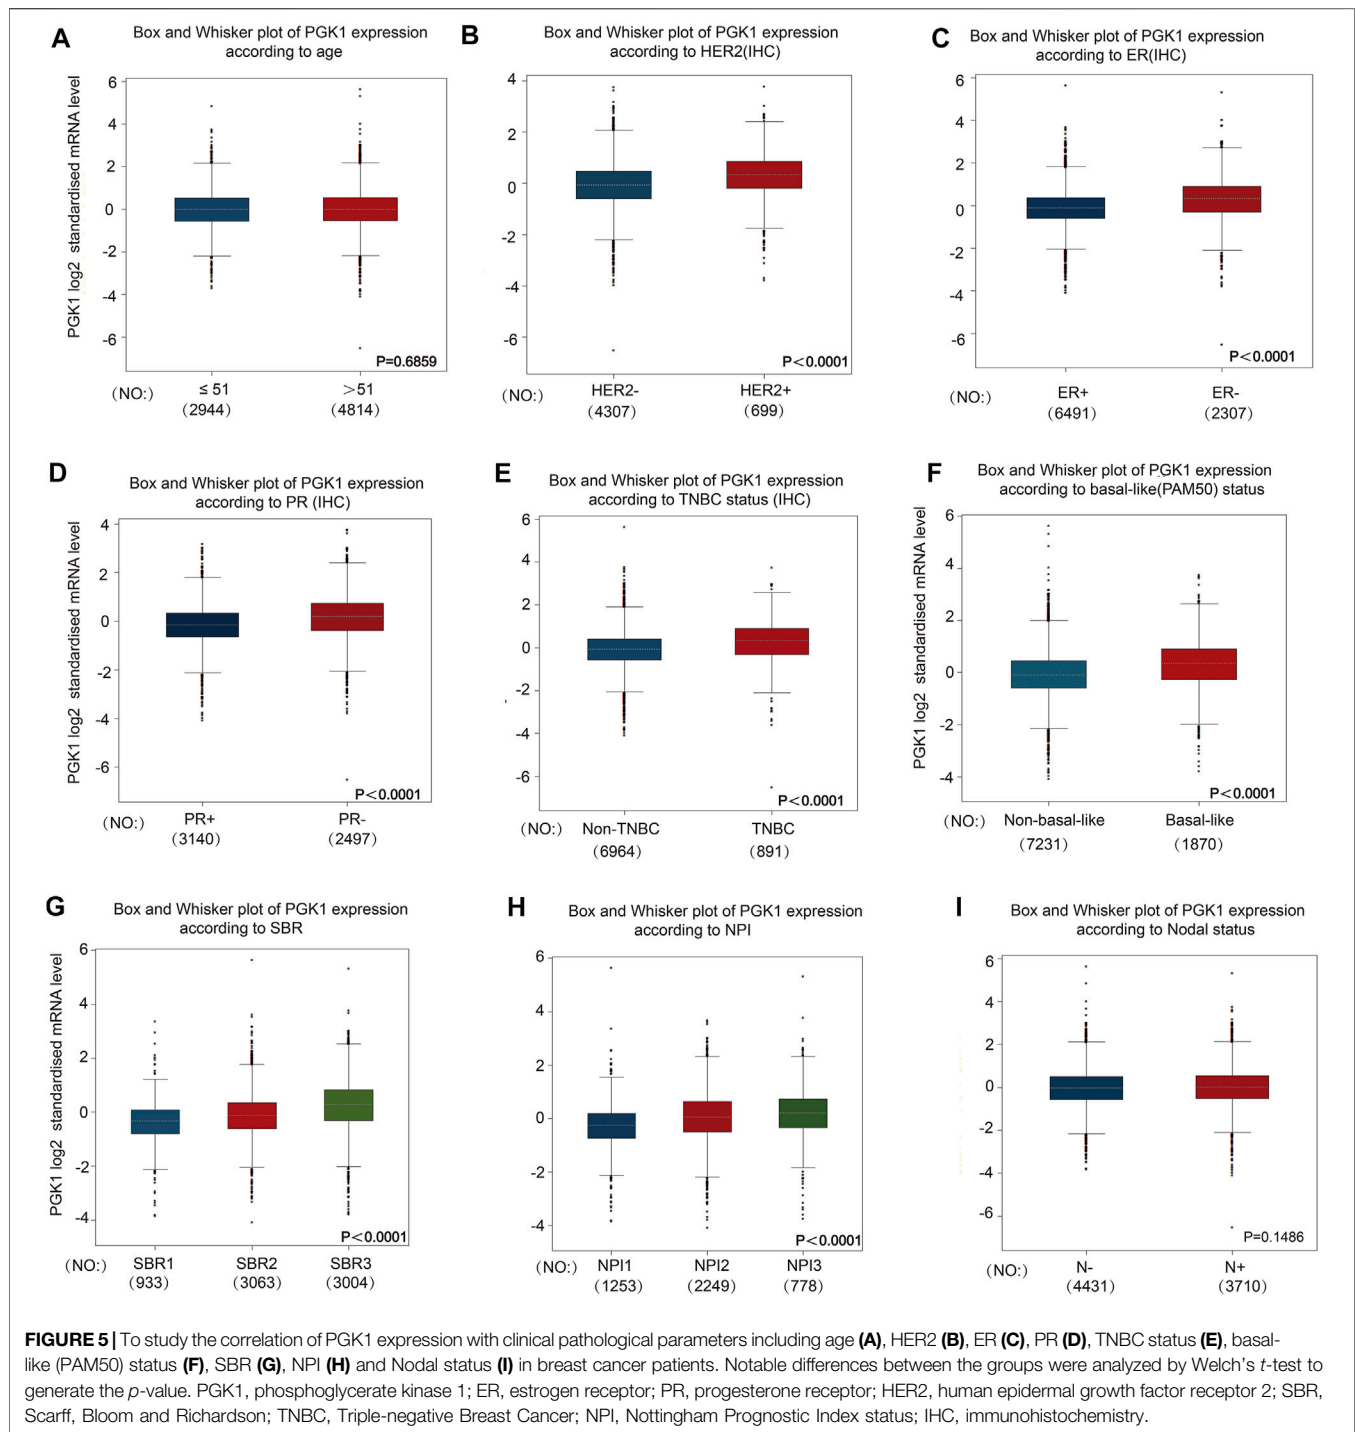 A
Box and Whisker plot of PGK1 expression
according to age
PGK1 log2 standardised mRNA level
6
4
2
0
-2
-4
-6
P=0.6859
(NO:)
≤ 51
>51
(2944)
(4814)
B
Box and Whisker plot of PGK1 expression
according to HER2(IHC)
4
2
0
-2
-4
-6
P<0.0001
(NO:)
HER2-
HER2+
(4307)
(699)
C
Box and Whisker plot of PGK1 expression
according to ER(IHC)
6
4
2
0
-2
-4
-6
P<0.0001
(NO:)
ER+
ER-
(6491)
(2307)
D
Box and Whisker plot of PGK1 expression
according to PR (IHC)
PGK1 log2 standardised mRNA level
4
2
0
-2
-4
-6
P<0.0001
(NO:)
PR+
PR-
(3140)
(2497)
E
Box and Whisker plot of PGK1 expression
according to TNBC status (IHC)
6
4
2
0
-2
-4
-6
P<0.0001
(NO:)
Non-TNBC
TNBC
(6964)
(891)
F
Box and Whisker plot of PGK1 expression
according to basal-like(PAM50) status
PGK1 log2 standardised mRNA level
6
4
2
0
-2
-4
P<0.0001
(NO:)
Non-basal-like
Basal-like
(7231)
(1870)
G
Box and Whisker plot of PGK1 expression
according to SBR
PGK1 log2 standardised mRNA level
6
4
2
0
-2
-4
P<0.0001
(NO:)
SBR1
SBR2
SBR3
(933)
(3063)
(3004)
H
Box and Whisker plot of PGK1 expression
according to NPI
6
4
2
0
-2
-4
P<0.0001
(NO:)
NPI1
NPI2
NPI3
(1253)
(2249)
(778)
I
Box and Whisker plot of PGK1 expression
according to Nodal status
6
4
2
0
-2
-4
-6
P=0.1486
(NO:)
N-
N+
(4431)
(3710)
FIGURE 5 | To study the correlation of PGK1 expression with clinical pathological parameters including age (A), HER2 (B), ER (C), PR (D), TNBC status (E), basal-
like (PAM50) status (F), SBR (G), NPI (H) and Nodal status (I) in breast cancer patients. Notable differences between the groups were analyzed by Welch's t-test to
generate the p-value. PGK1, phosphoglycerate kinase 1; ER, estrogen receptor; PR, progesterone receptor; HER2, human epidermal growth factor receptor 2; SBR,
Scarff, Bloom and Richardson; TNBC, Triple-negative Breast Cancer; NPI, Nottingham Prognostic Index status; IHC, immunohistochemistry.